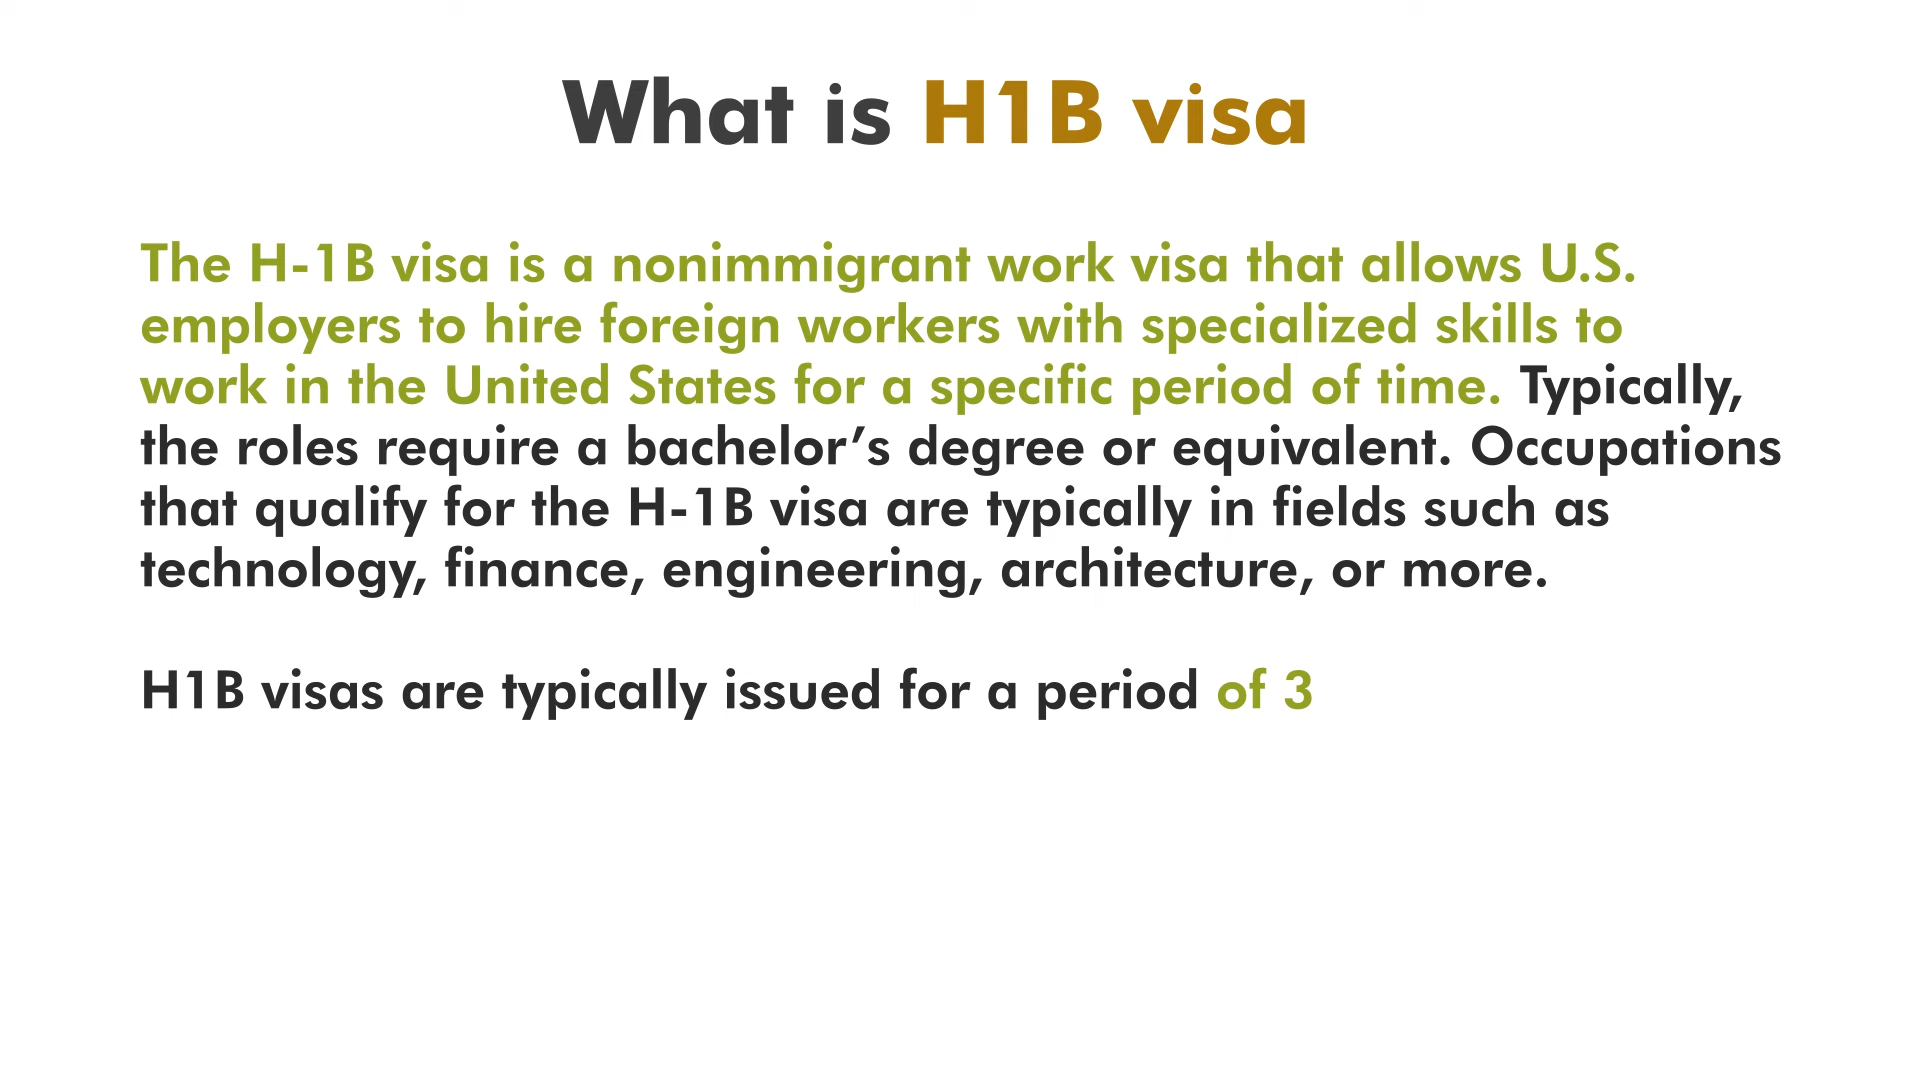 What is H1B visa
The H-1B visa is a nonimmigrant work visa that allows U.S.
employers to hire foreign workers with specialized skills to
work in the United States for a specific period of time. Typically,
the roles require a bachelor’s degree or equivalent. Occupations
that qualify for the H-1B visa are typically in fields such as
technology, finance, engineering, architecture, or more.
H1B visas are typically issued for a period of 3